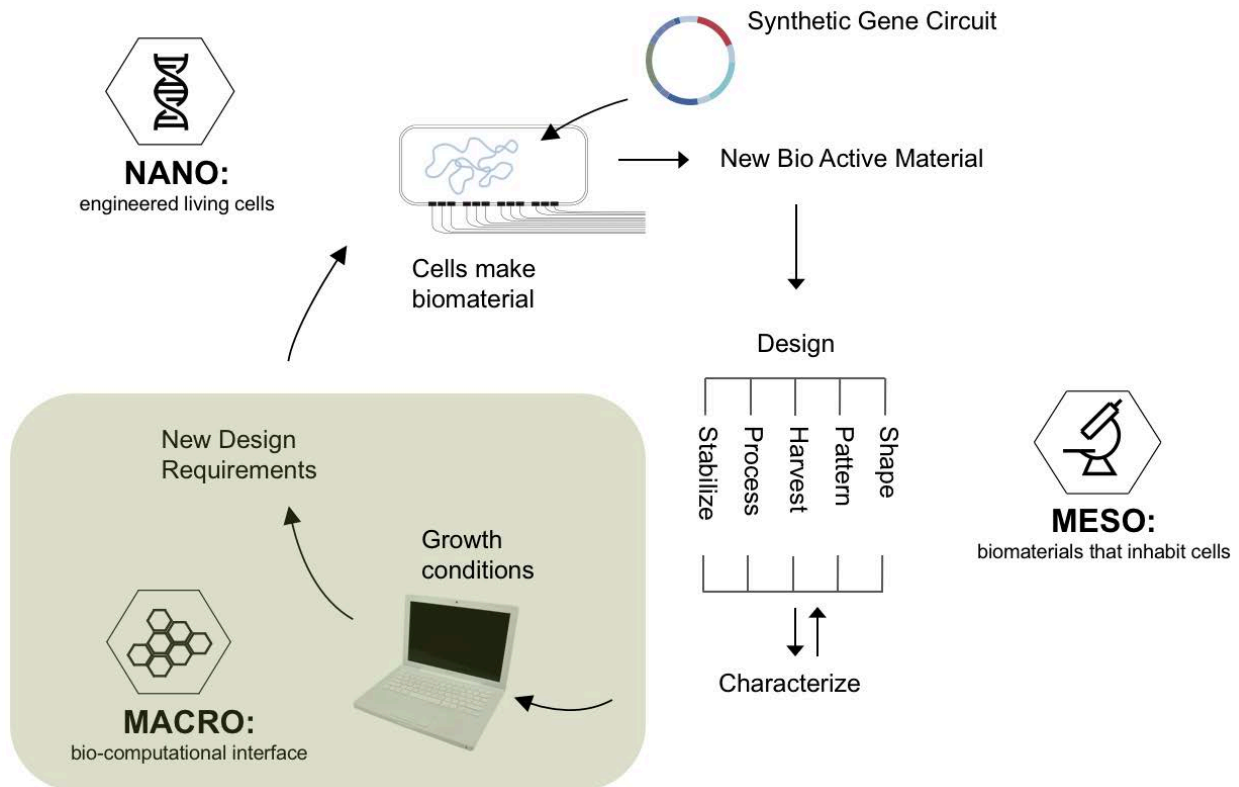 Synthetic Gene Circuit
NANO:
engineered living cells
New Bio Active Material
Cells make
biomaterial
Design
Stabilize
Process
Harvest
Pattern
Shape
MESO:
biomaterials that inhabit cells
New Design
Requirements
Growth
conditions
Characterize
MACRO:
bio-computational interface